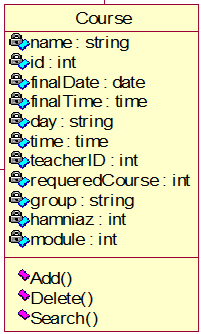 Course
name : string
id : int
finalDate : date
finalTime : time
day : string
time : time
teacherID : int
requeredCourse : int
group : string
hamniaz : int
module : int
Add()
Delete()
Search()